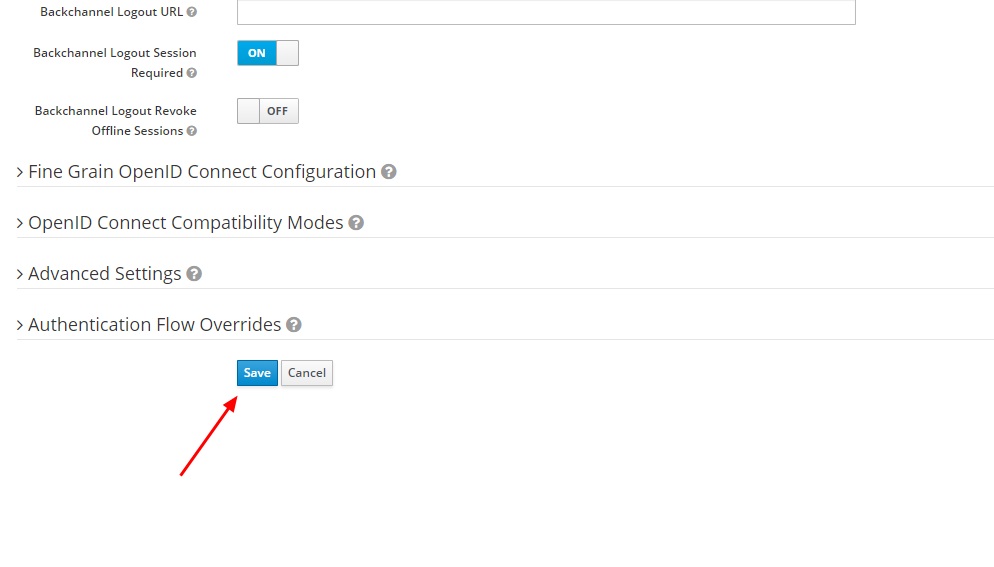 Backchannel Logout URL
Backchannel Logout Session
Required
ON
Backchannel Logout Revoke
Offline Sessions
OFF
Fine Grain OpenID Connect Configuration
OpenID Connect Compatibility Modes
Advanced Settings
Authentication Flow Overrides
Save Cancel